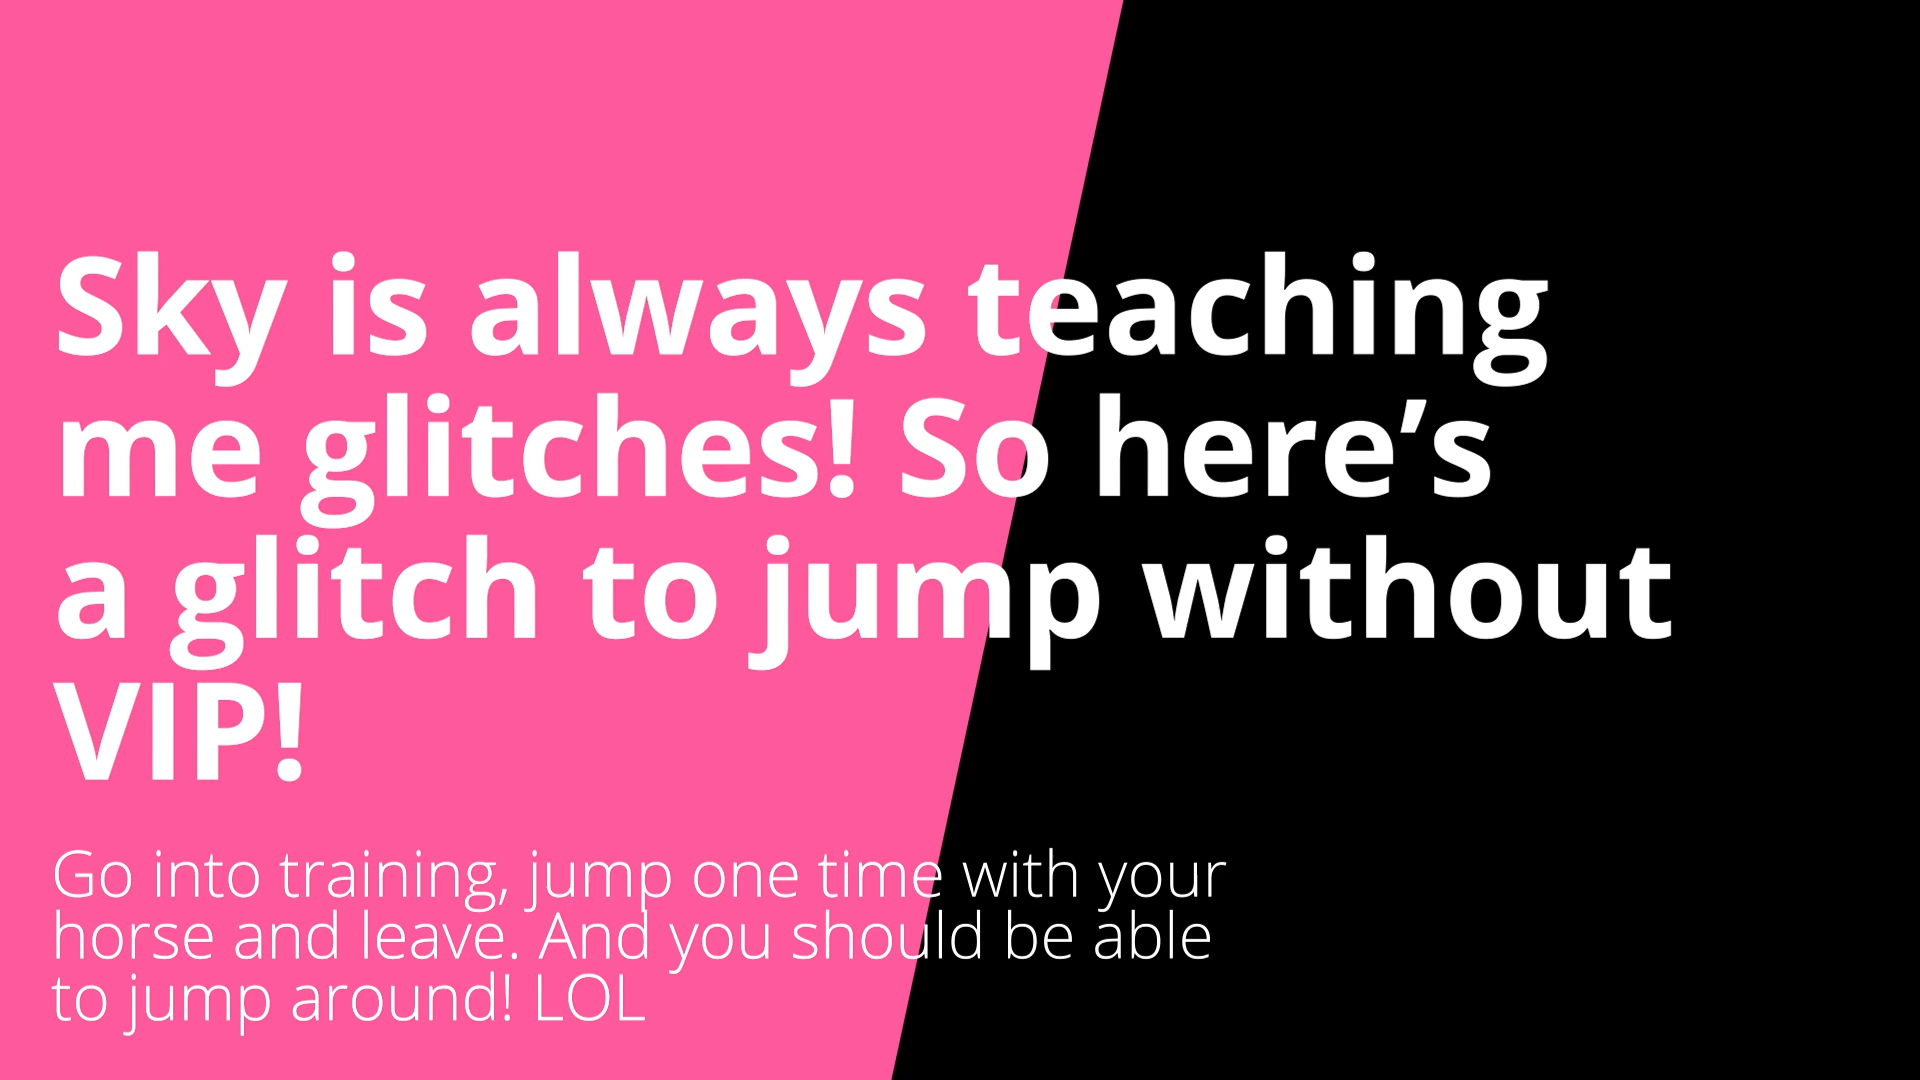 Sky is always teaching
me glitches! So here’s
a glitch to jump without
VIP!
Go into training, jump one time with your
horse and leave. And you should be able
to jump around! LOL